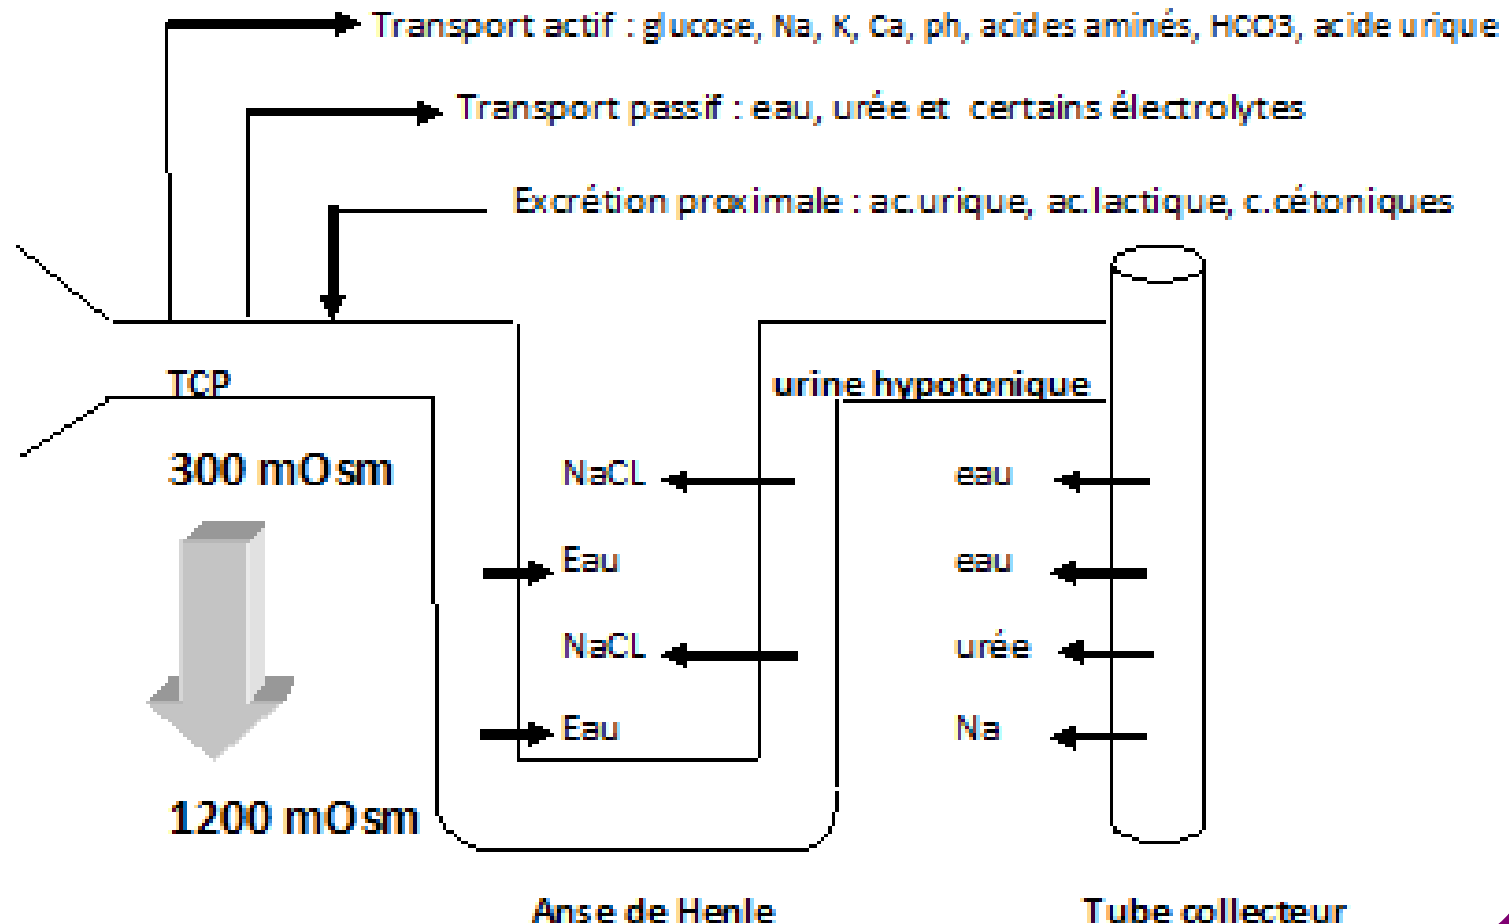 Transport actif : glucose, Na, K, Ca, ph, acides aminés, HCO3, acide urique
Transport passif : eau, urée et certains électrolytes
Excrétion proximale : ac.urique, ac.lactique, c.cétoniques
TCP
urine hypotonique
300 mOsm
NaCL
eau
Eau
eau
NaCL
urée
Eau
Na
1200 mOsm
Anse de Henle
Tube collecteur